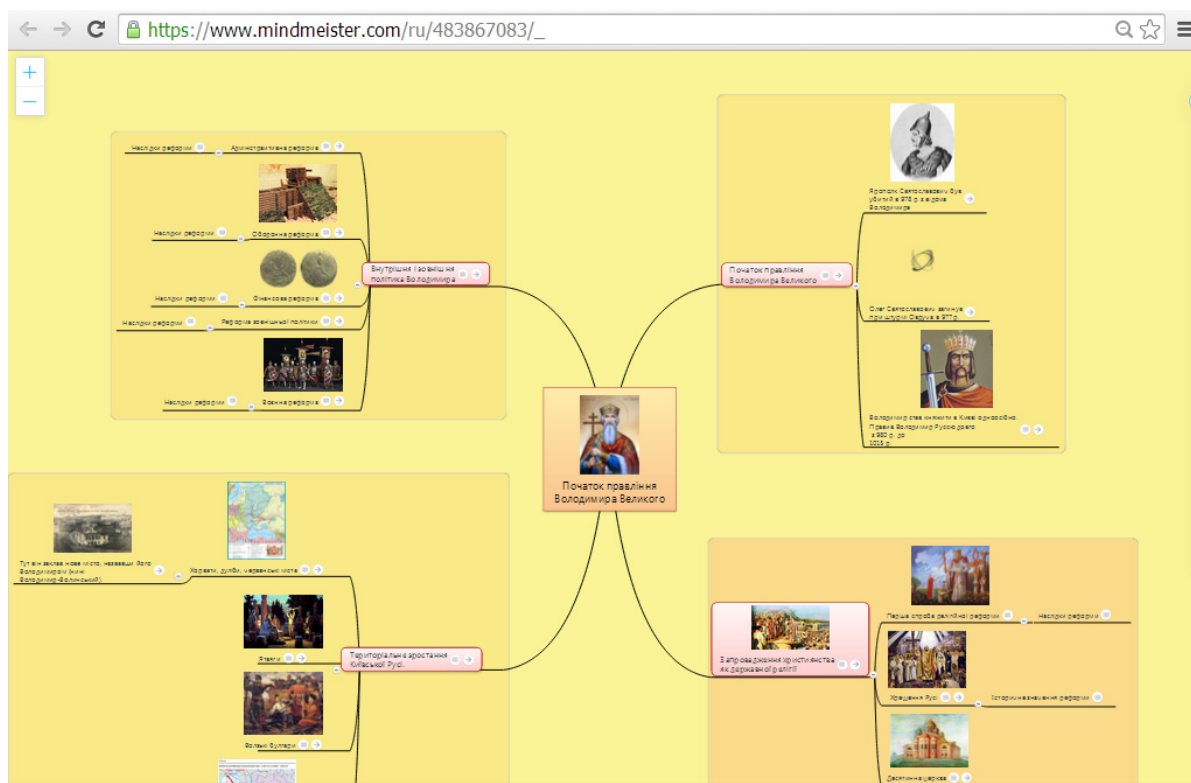 https://www.mindmeister.com/ru/483867083/_
+
−
Наслідки реформи
Адміністративна реформа
Наслідки реформи
Оборонна реформа
Наслідки реформи
Фінансова реформа
Наслідки реформи
Реформа зовнішньої політики
Наслідки реформи
Воєнна реформа
Внутрішня і зовнішня
політика Володимира
Ярополк Святославович був
убитий в 978 р. з відома
Володимира
Початок правління
Володимира Великого
Олег Святославович загинув
при штурмі Овруча в 977 р.
Володимир став княжити в Києві одноосібно.
Правив Володимир Руссю довго
з 980 р. до
1015 р.
Початок правління
Володимира Великого
Тут він заклав нове місто, назвавши його
Володимиром (нині
Володимир-Волинський).
Хорвати, дуліби, червенські міста
Ятвяги
Територіальне зростання
Київської Русі.
Волзькі булгари
Перша спроба релігійної реформи
Наслідки реформи
Запровадження християнства
як державної релігії
Хрещення Русі
Історичне значення реформи
Десятинна церква